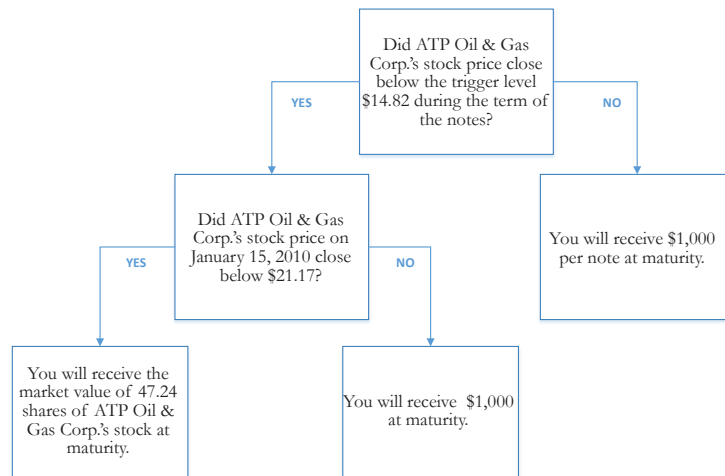 Did ATP Oil & Gas
Corp.'s stock price close
below the trigger level
$14.82 during the term of
the notes?
YES
NO
Did ATP Oil & Gas
Corp.'s stock price on
January 15, 2010 close
below $21.17?
You will receive $1,000
per note at maturity.
YES
NO
You will receive the
market value of 47.24
shares of ATP Oil &
Gas Corp.'s stock at
maturity.
You will receive $1,000
at maturity.